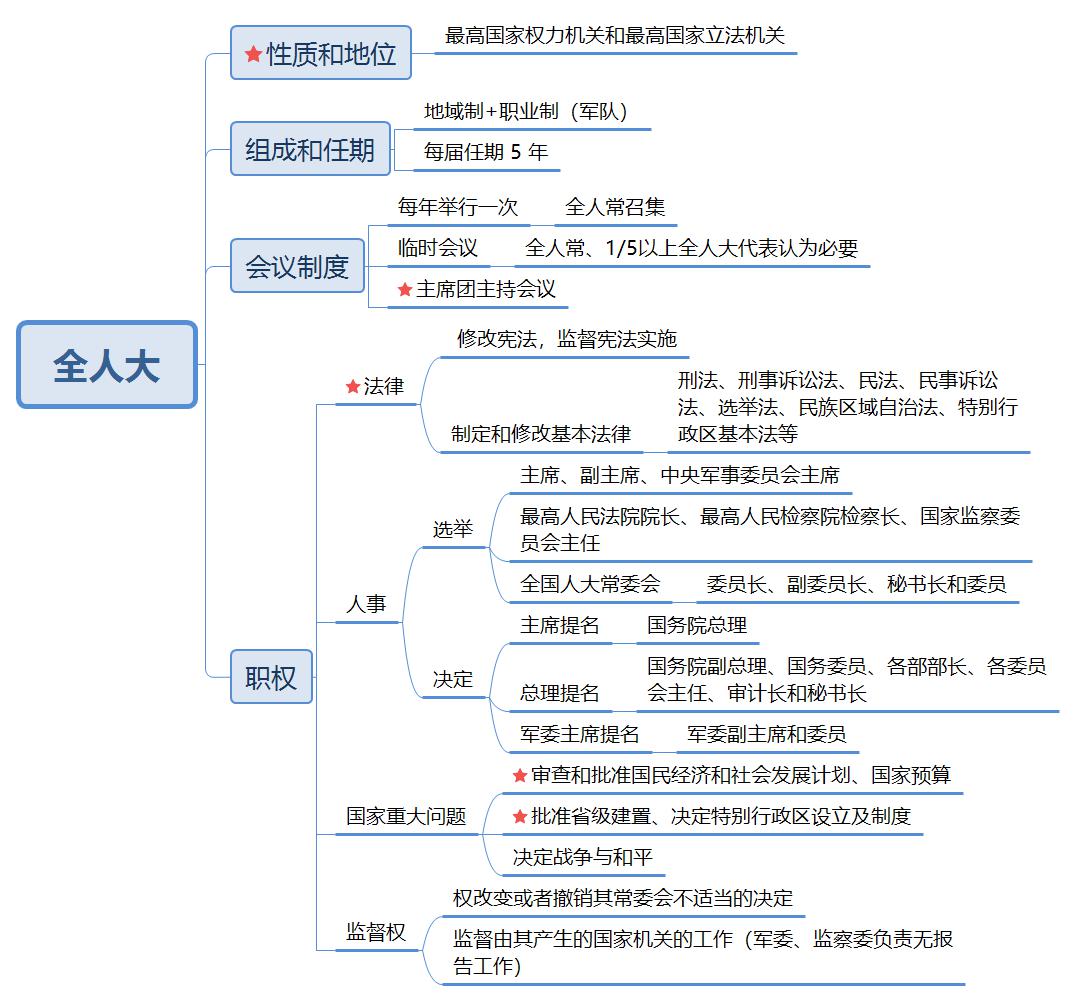 全人大
性质和地位
最高国家权力机关和最高国家立法机关
组成和任期
地域制+职业制（军队）
每届任期 5 年
会议制度
每年举行一次
全人常召集
临时会议
全人常、1/5以上全人大代表认为必要
主席团主持会议
职权
法律
修改宪法，监督宪法实施
制定和修改基本法律
刑法、刑事诉讼法、民法、民事诉讼
法、选举法、民族区域自治法、特别行
政区基本法等
人事
选举
主席、副主席、中央军事委员会主席
最高人民法院院长、最高人民检察院检察长、国家监察委
员会主任
全国人大常委会
委员长、副委员长、秘书长和委员
决定
主席提名
国务院总理
总理提名
国务院副总理、国务委员、各部部长、各委员
会主任、审计长和秘书长
军委主席提名
军委副主席和委员
国家重大问题
审查和批准国民经济和社会发展计划、国家预算
批准省级建置、决定特别行政区设立及制度
决定战争与和平
监督权
权改变或者撤销其常委会不适当的决定
监督由其产生的国家机关的工作（军委、监察委负责无报
告工作）